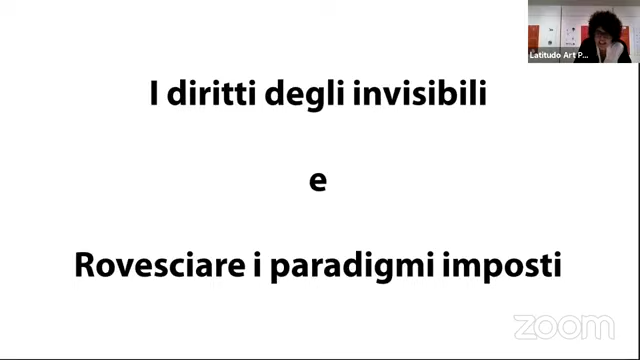 Latitudo Art P...
I diritti degli invisibili
e
Rovesciare i paradigmi imposti
zoom